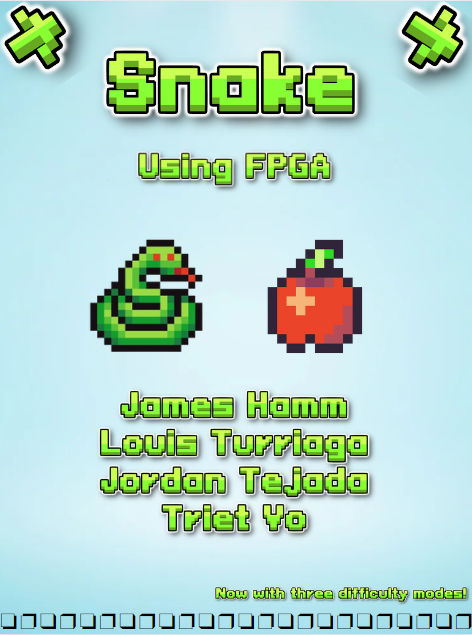 Snake
Using FPGA
James Hamm
Louis Turriaga
Jordan Tejada
Triet Vo
Now with three difficulty modes!